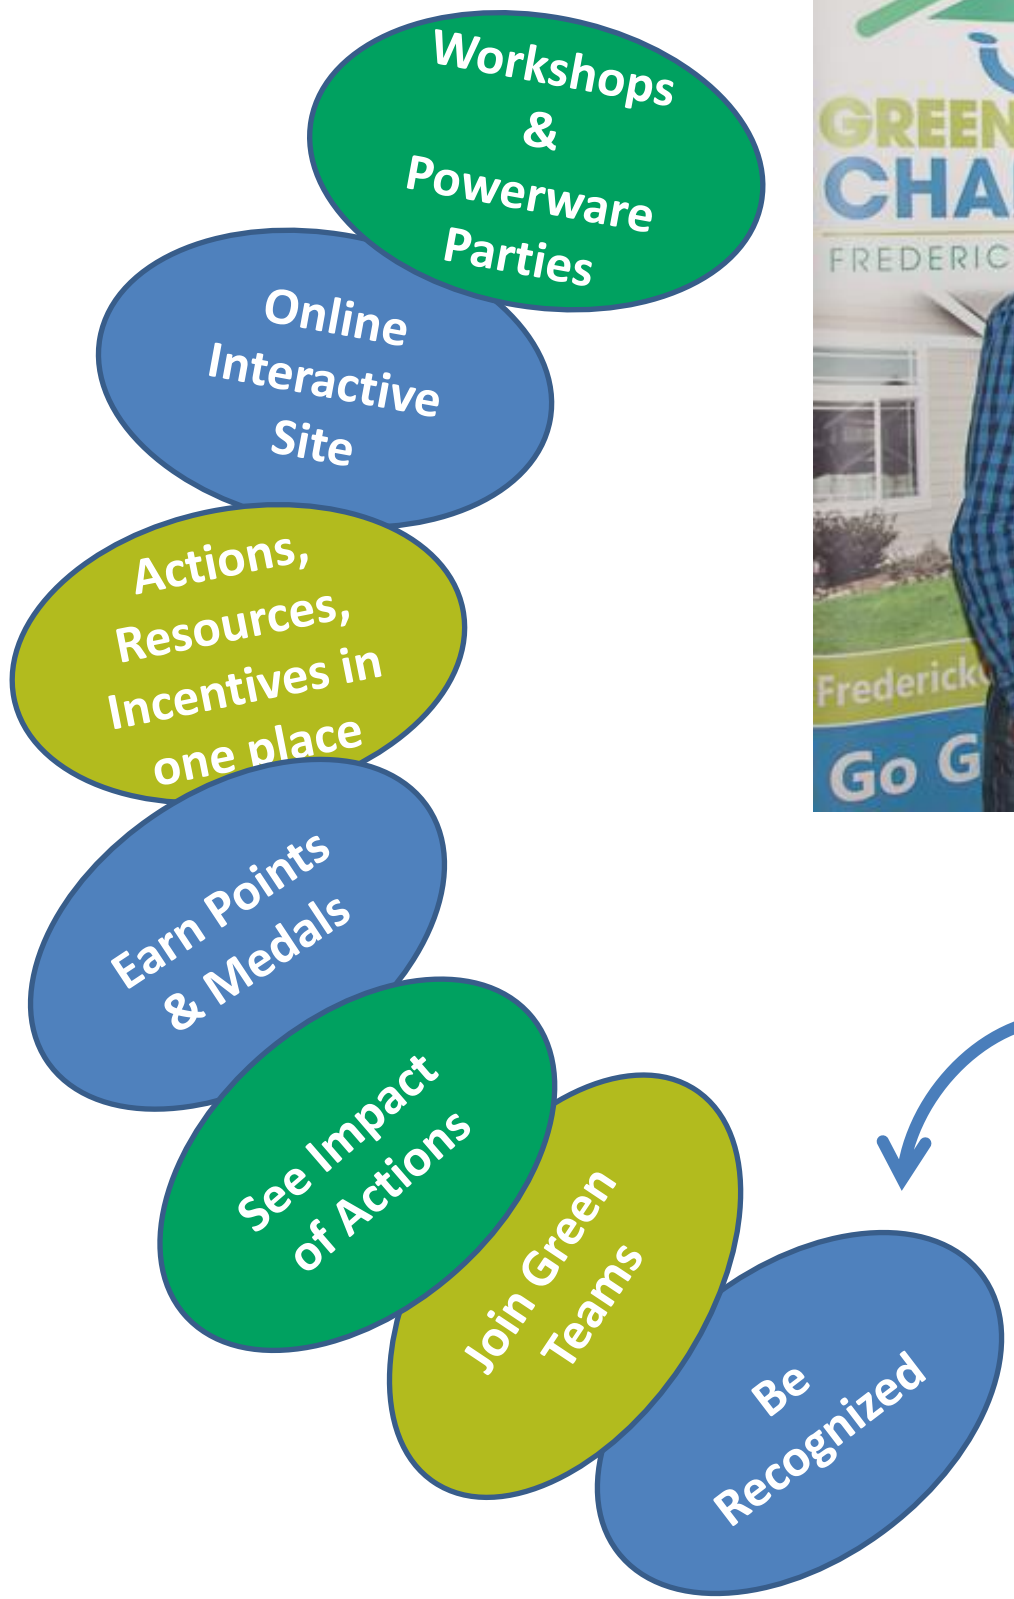 Workshops
&
Powerware
Parties
Online
Interactive
Site
Actions,
Resources,
Incentives in
one place
Earn Points
& Medals
See Impact
of Actions
Join Green
Teams
Be
Recognized
GREEN
CHA
FREDERIC
Frederick
Go G